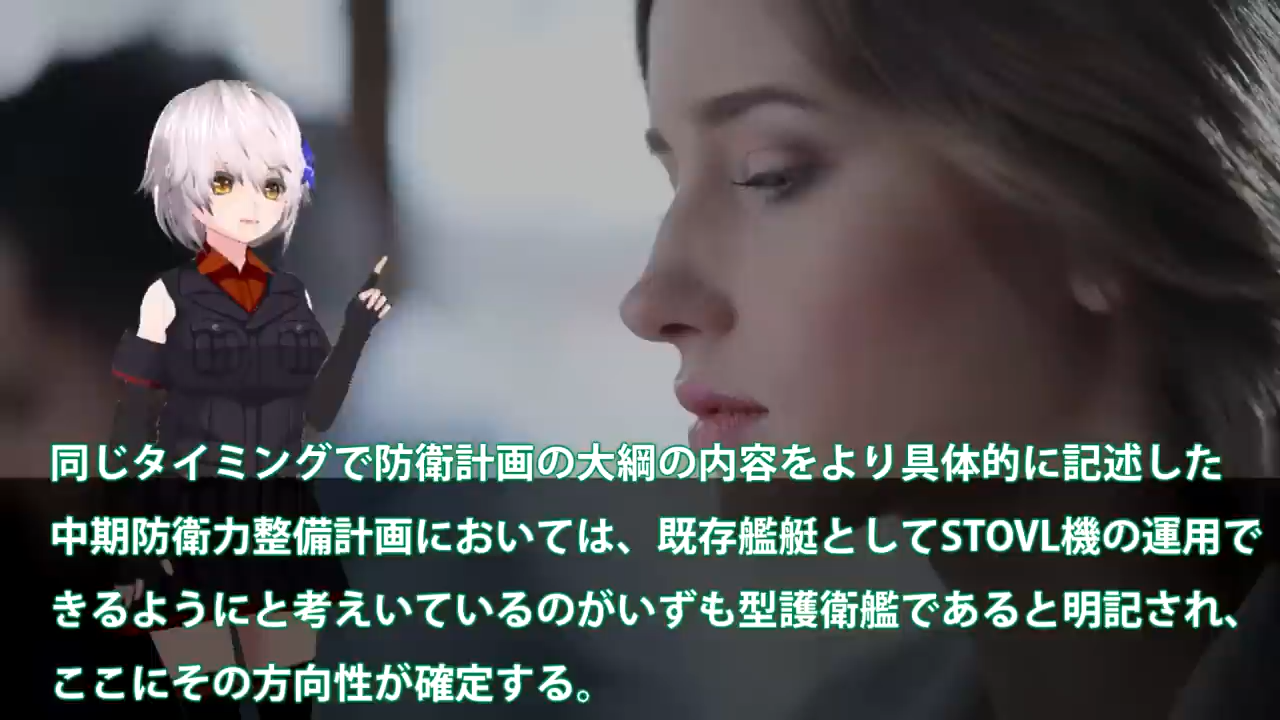 同じタイミングで防衛計画の大綱の内容をより具体的に記述した
中期防衛力整備計画においては、既存艦艇としてSTOVL機の運用で
きるようにと考えいているのがいずも型護衛艦であると明記され、
ここにその方向性が確定する。